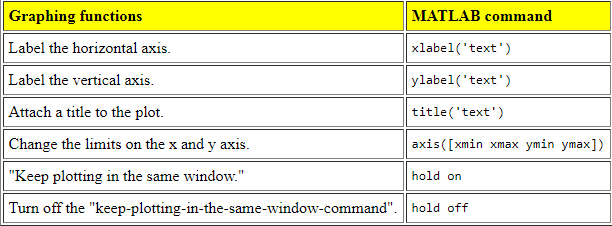 Graphing functions MATLAB command
Label the horizontal axis. xlabel('text')
Label the vertical axis. ylabel('text')
Attach a title to the plot. title('text')
Change the limits on the x and y axis. axis([xmin xmax ymin ymax])
"Keep plotting in the same window." hold on
Turn off the "keep-plotting-in-the-same-window-command". hold off